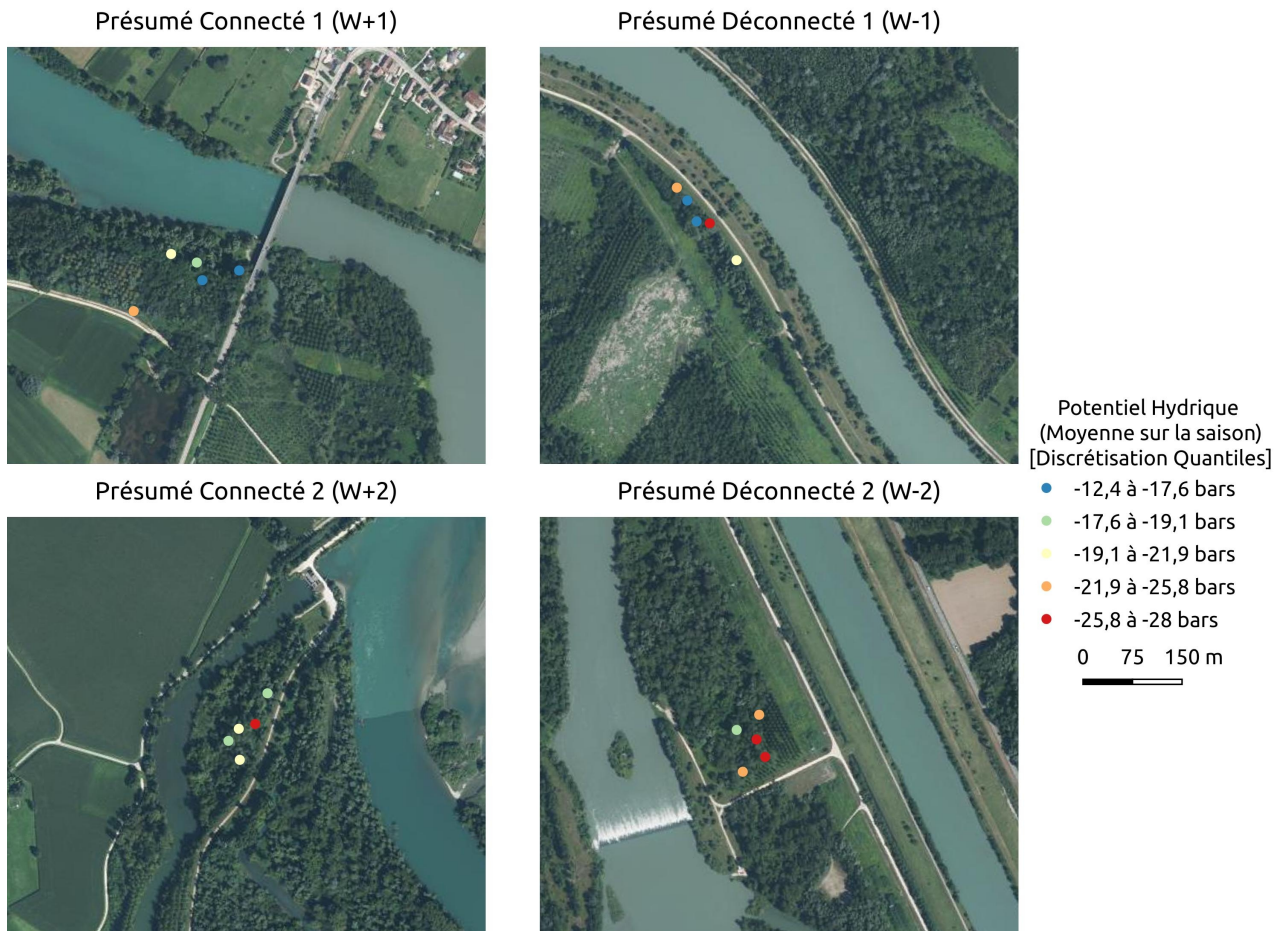 Présumé Connecté 1 (W+1)
Présumé Déconnecté 1 (W-1)
Présumé Connecté 2 (W+2)
Présumé Déconnecté 2 (W-2)
Potentiel Hydrique
(Moyenne sur la saison)
[Discrétisation Quantiles]
-12,4 à -17,6 bars
-17,6 à -19,1 bars
-19,1 à -21,9 bars
-21,9 à -25,8 bars
-25,8 à -28 bars
0 75 150 m